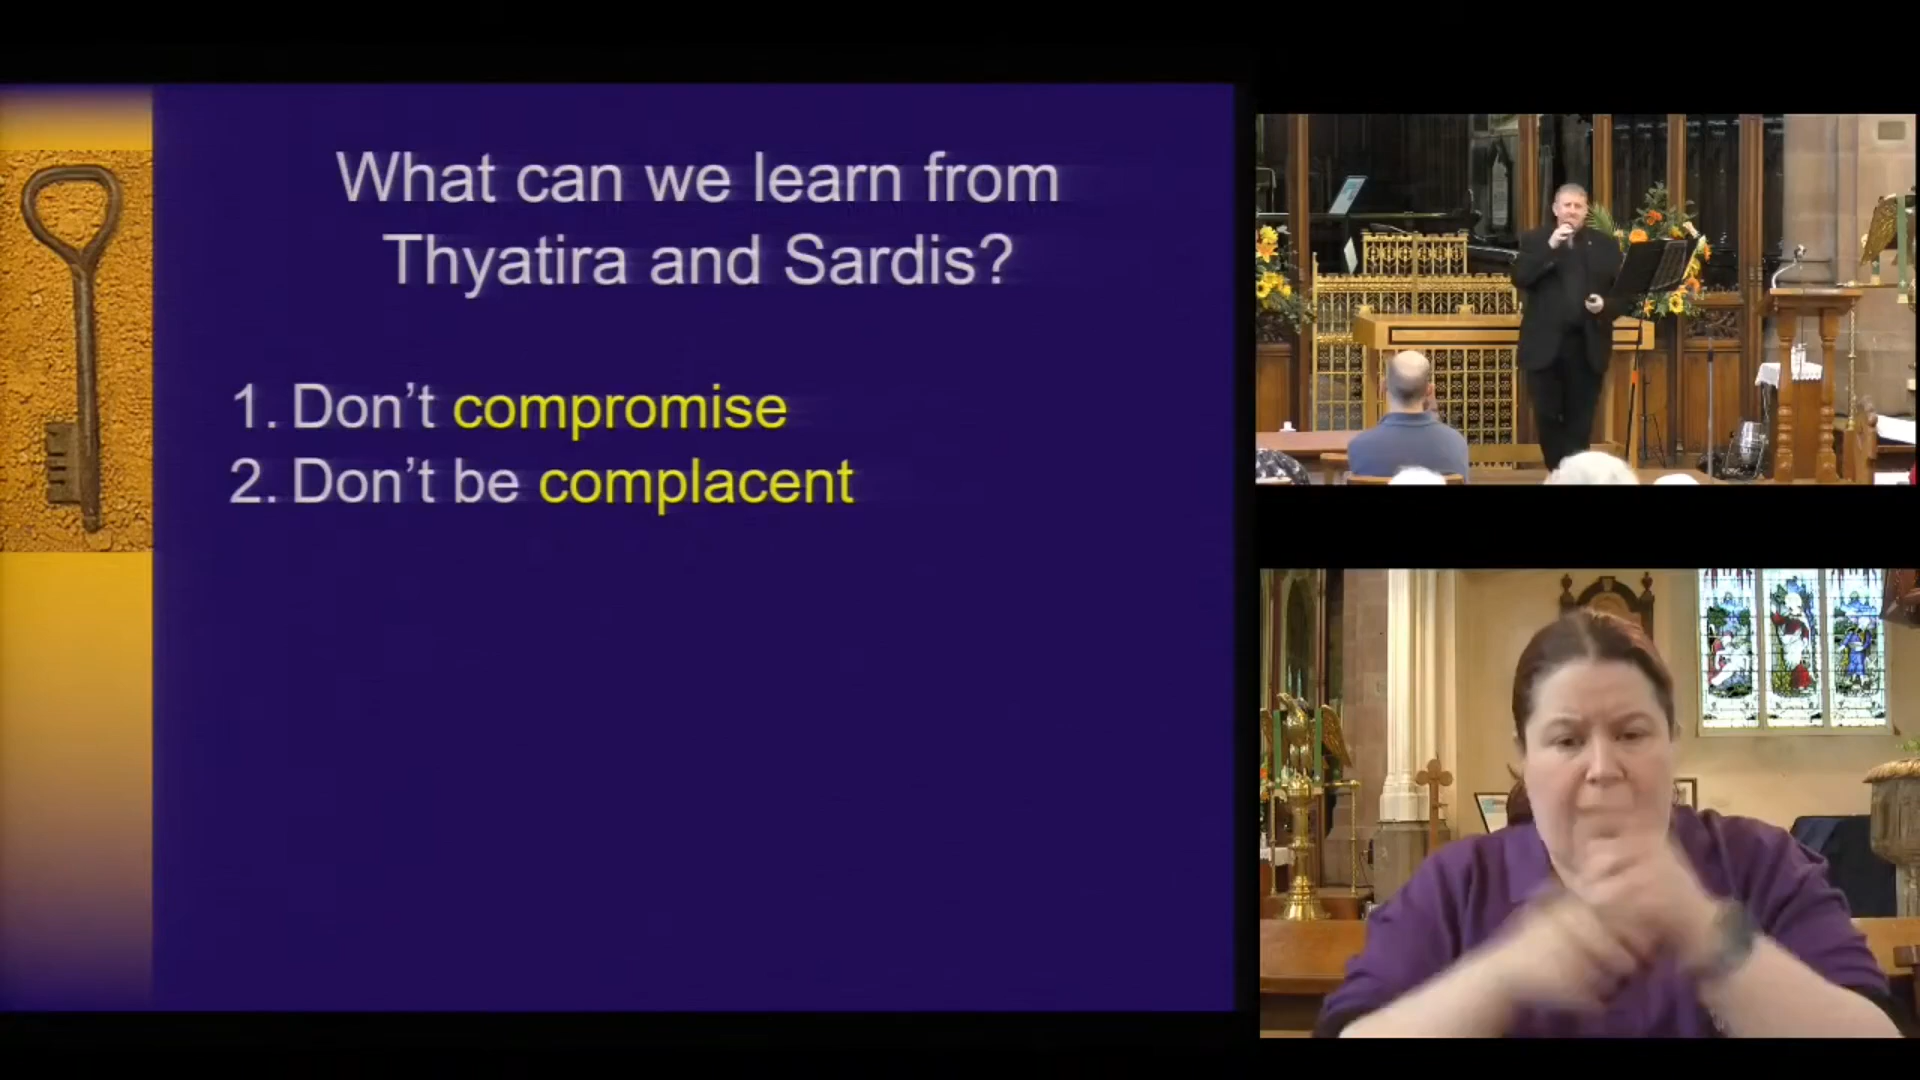 What can we learn from
Thyatira and Sardis?
1. Don’t compromise
2. Don’t be complacent